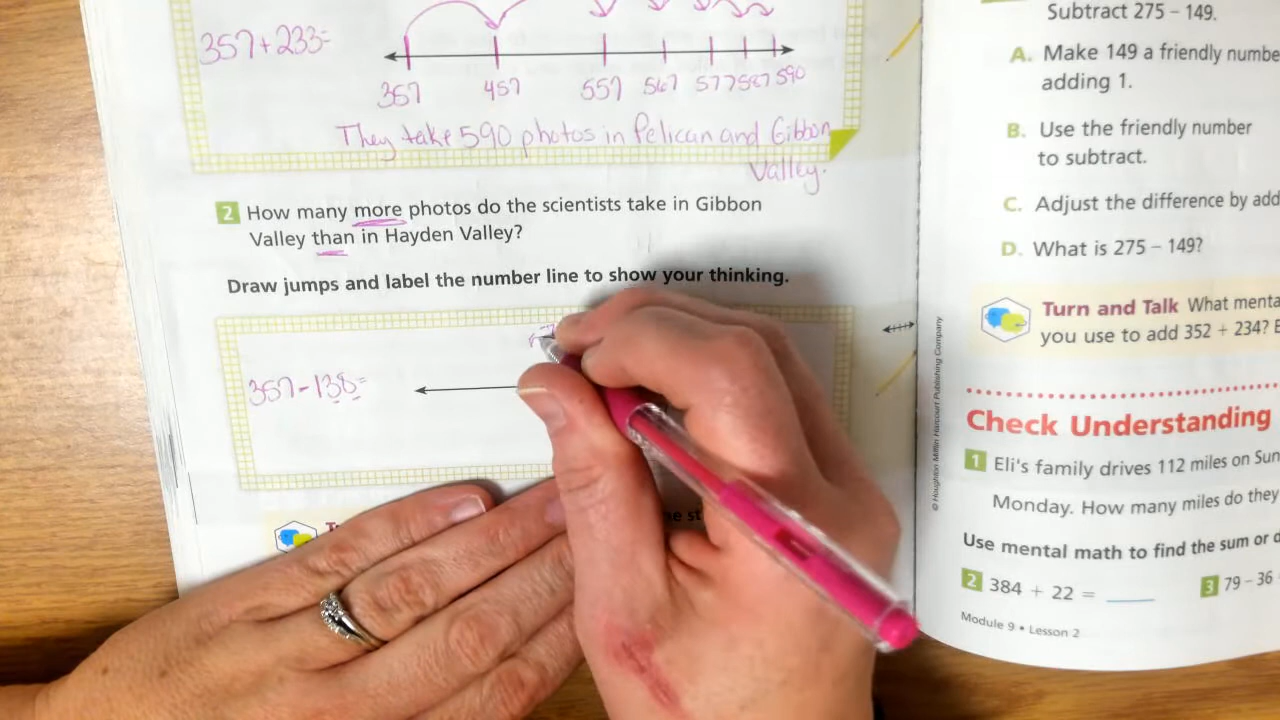 357+233=
357 457 557 567 577 587 590
They take 590 photos in Pelican and Gibbon
Valley.
2 How many more photos do the scientists take in Gibbon
Valley than in Hayden Valley?
Draw jumps and label the number line to show your thinking.
357-138=
Subtract 275 – 149.
A. Make 149 a friendly
adding 1.
B. Use the friendly number
to subtract.
C. Adjust the difference by
D. What is 275 – 149?
Turn and Talk What
you use to add 352 + 234?
© Houghton Mifflin Harcourt Publishing Company
Check Understanding
1 Eli's family drives 112 miles on
Monday. How many miles do they
Use mental math to find the sum or
2 384 + 22 =
3 79 – 36
Module 9 • Lesson 2